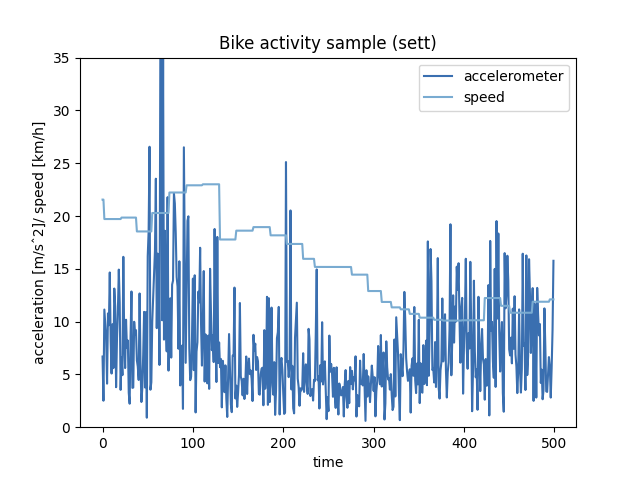 Bike activity sample (sett)
accelerometer
speed
acceleration [m/s^2]/ speed [km/h]
35
30
25
20
15
10
5
0
0 100 200 300 400 500
time